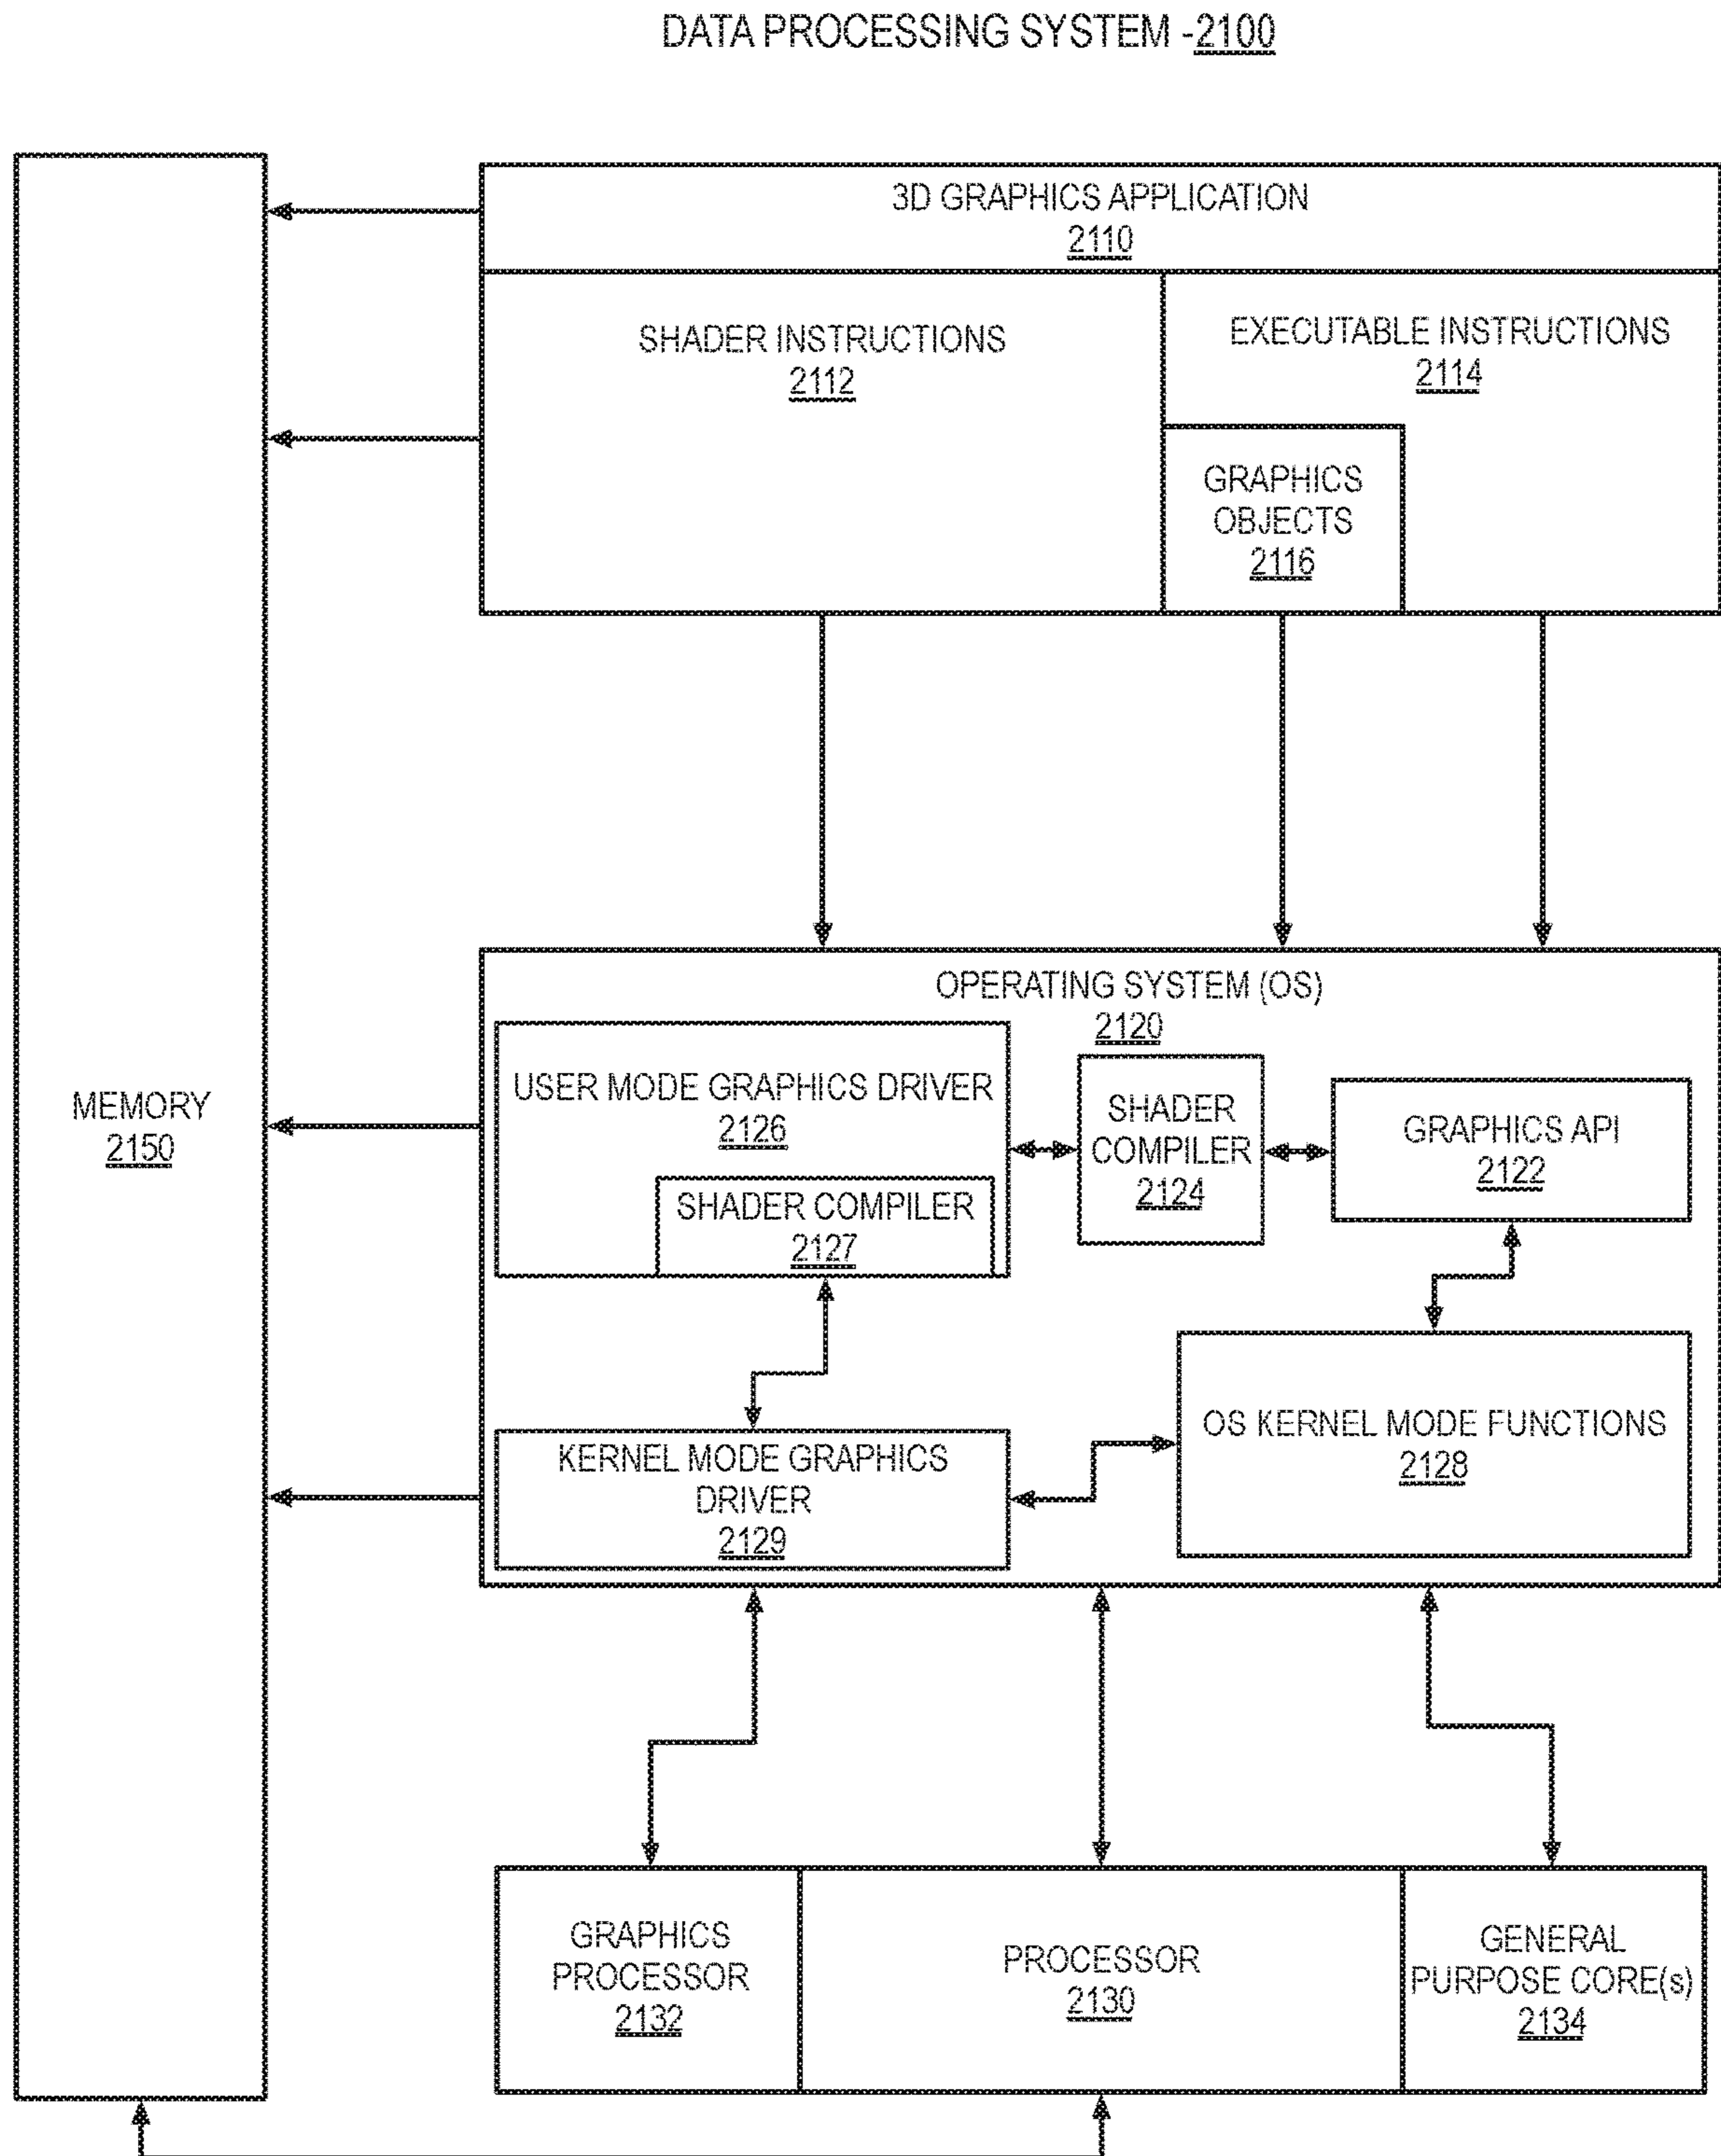 DATA PROCESSING SYSTEM -2100
3D GRAPHICS APPLICATION
2110
SHADER INSTRUCTIONS
2112
EXECUTABLE INSTRUCTIONS
2114
GRAPHICS
OBJECTS
2116
OPERATING SYSTEM (OS)
2120
USER MODE GRAPHICS DRIVER
2126
SHADER COMPILER
2127
SHADER
COMPILER
2124
GRAPHICS API
2122
MEMORY
2150
KERNEL MODE GRAPHICS
DRIVER
2129
OS KERNEL MODE FUNCTIONS
2128
GRAPHICS
PROCESSOR
2132
PROCESSOR
2130
GENERAL
PURPOSE CORE(s)
2134